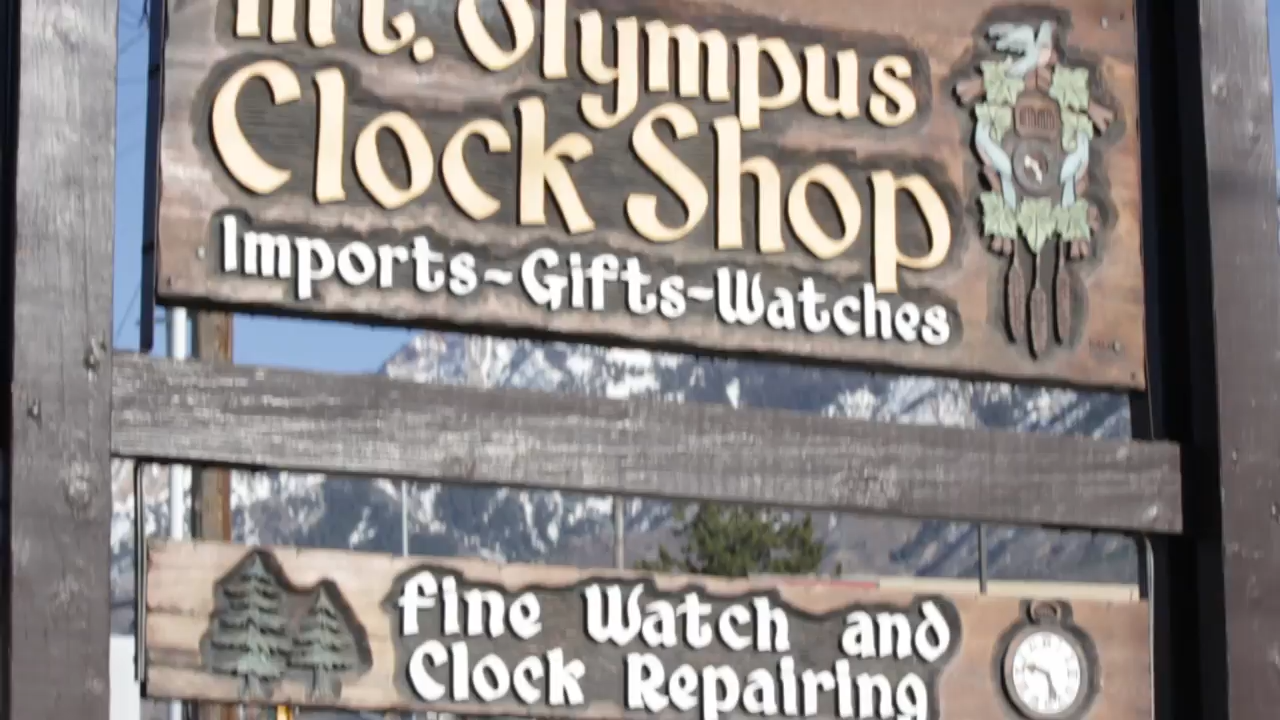 Mt. Olympus
Clock Shop
Imports~Gifts~Watches
Fine Watch and
Clock Repairing